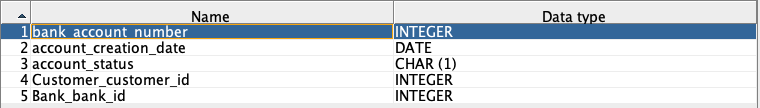 Name Data type
1 bank_account_number INTEGER
2 account_creation_date DATE
3 account_status CHAR (1)
4 Customer_customer_id INTEGER
5 Bank_bank_id INTEGER